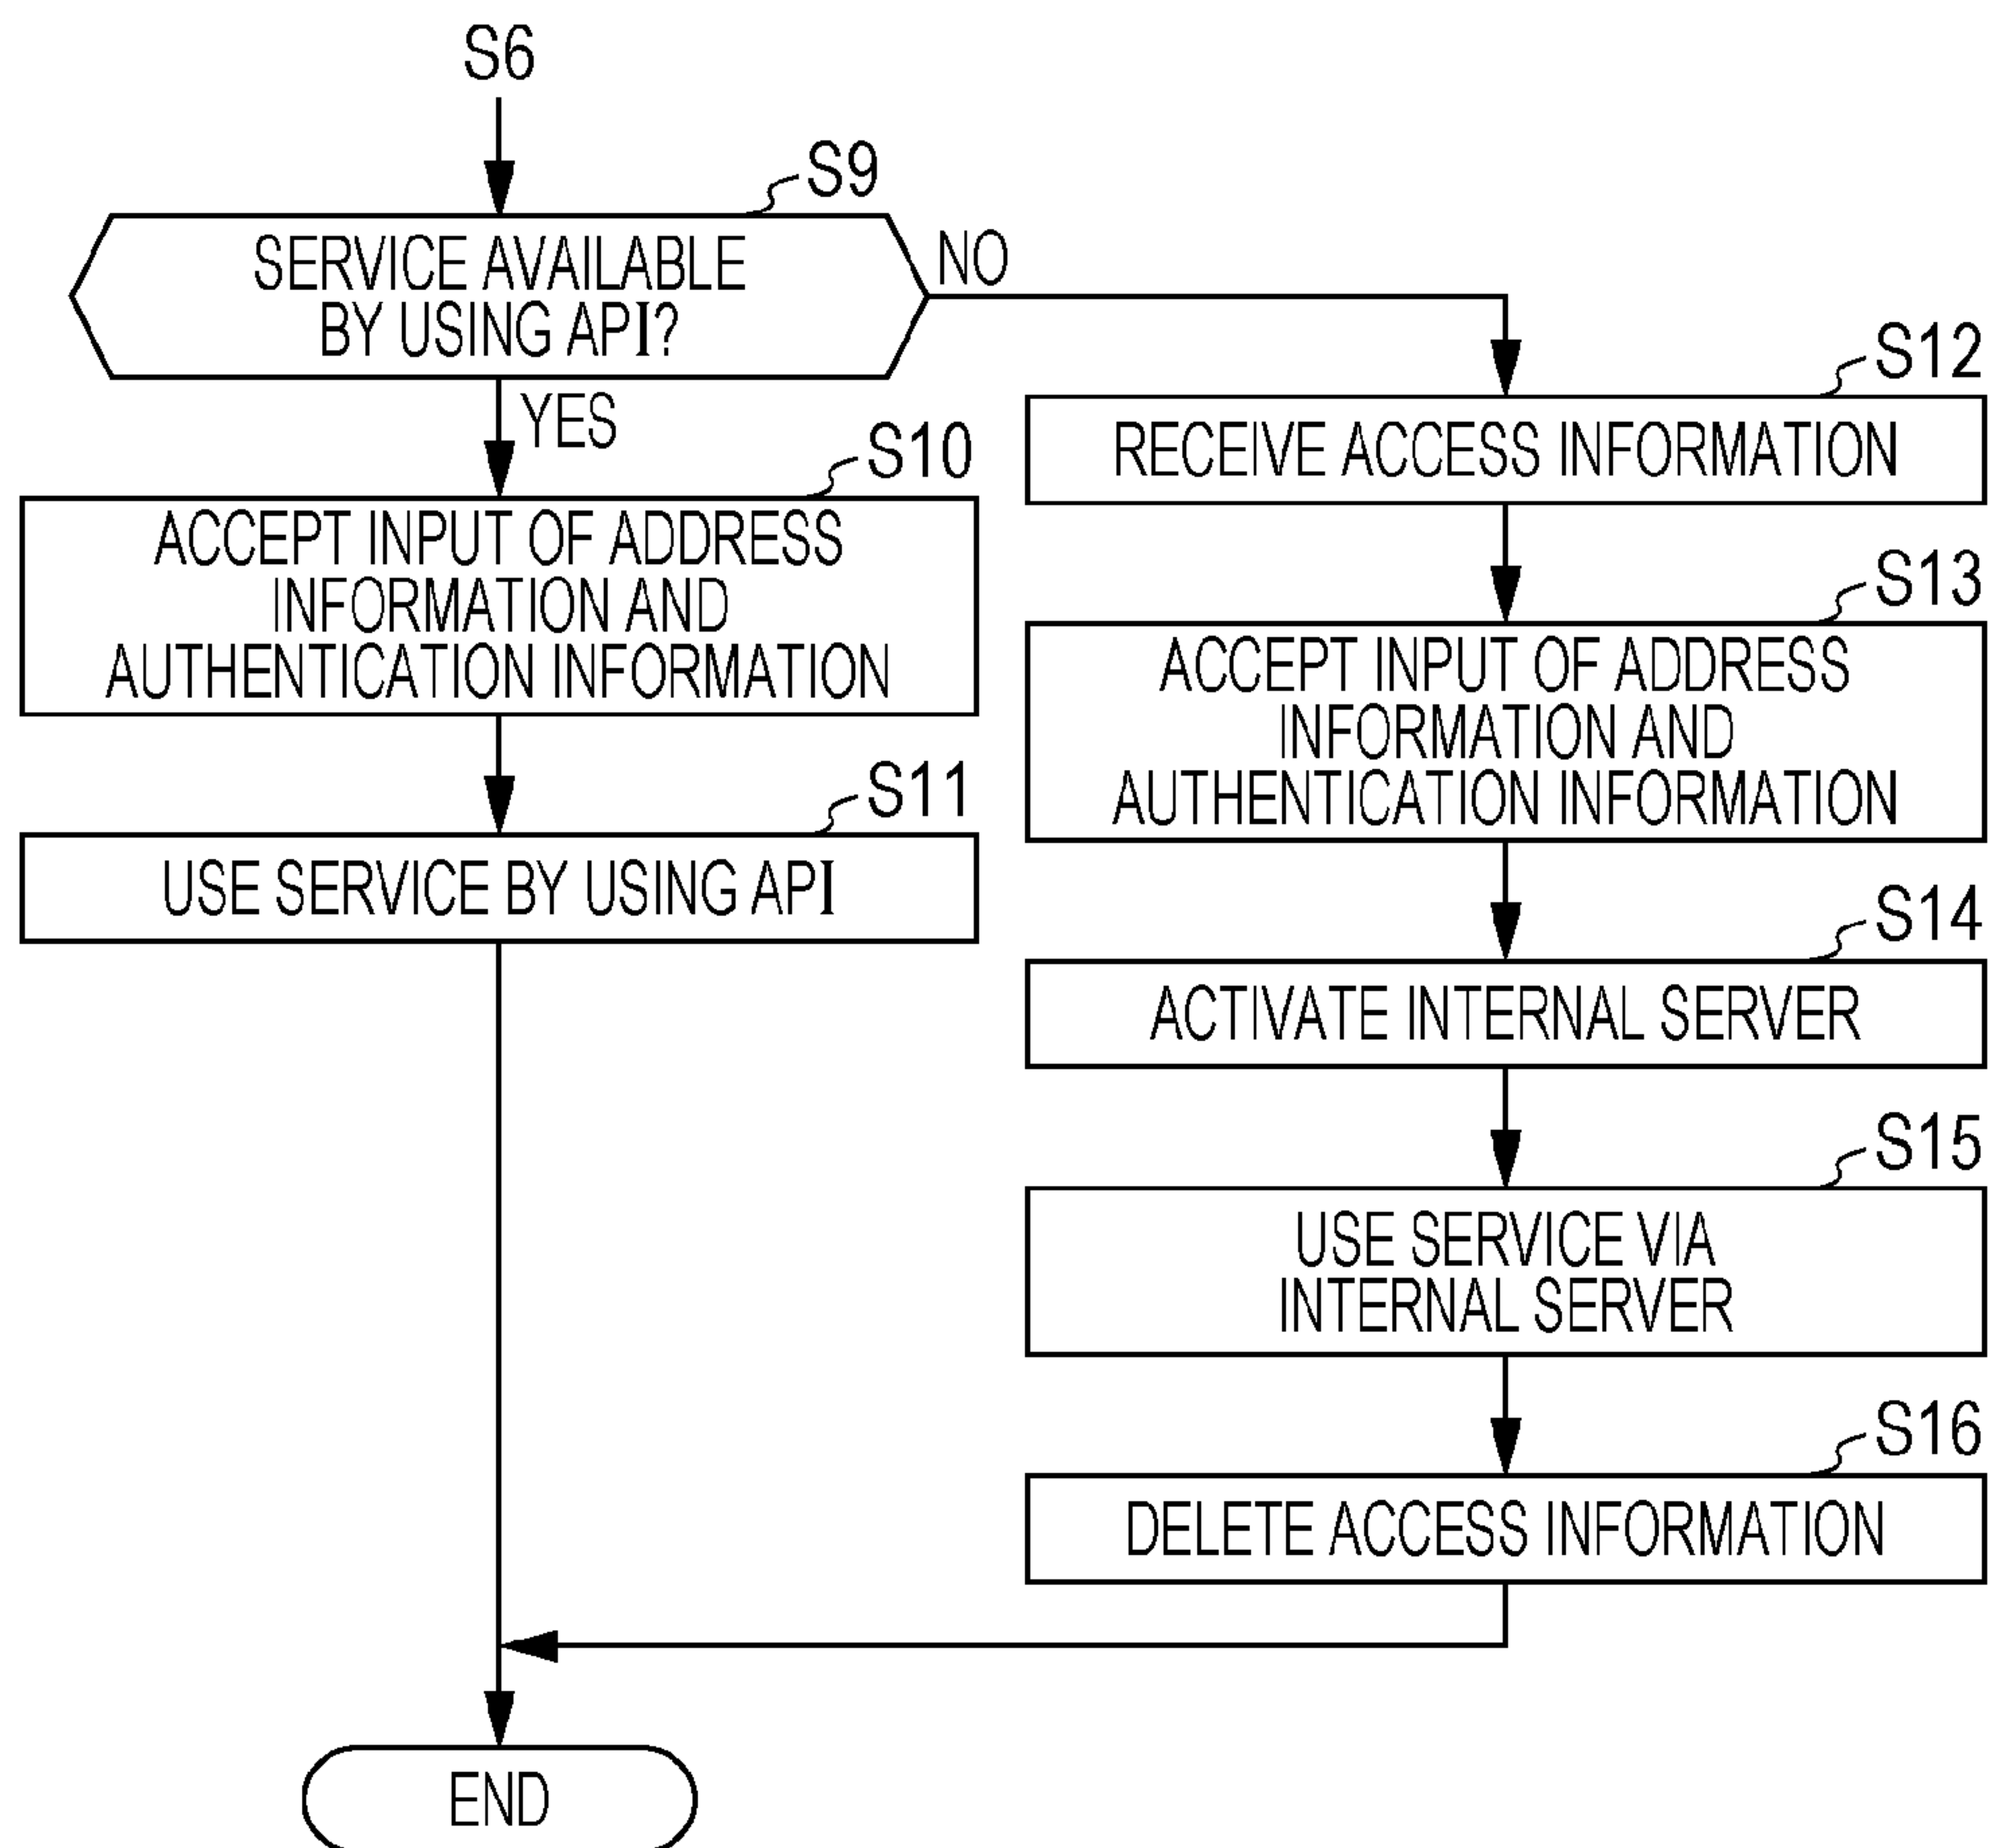 S6
S9
SERVICE AVAILABLE
BY USING API?
NO
YES
S10
ACCEPT INPUT OF ADDRESS
INFORMATION AND
AUTHENTICATION INFORMATION
S11
USE SERVICE BY USING API
S12
RECEIVE ACCESS INFORMATION
S13
ACCEPT INPUT OF ADDRESS
INFORMATION AND
AUTHENTICATION INFORMATION
S14
ACTIVATE INTERNAL SERVER
S15
USE SERVICE VIA
INTERNAL SERVER
S16
DELETE ACCESS INFORMATION
END